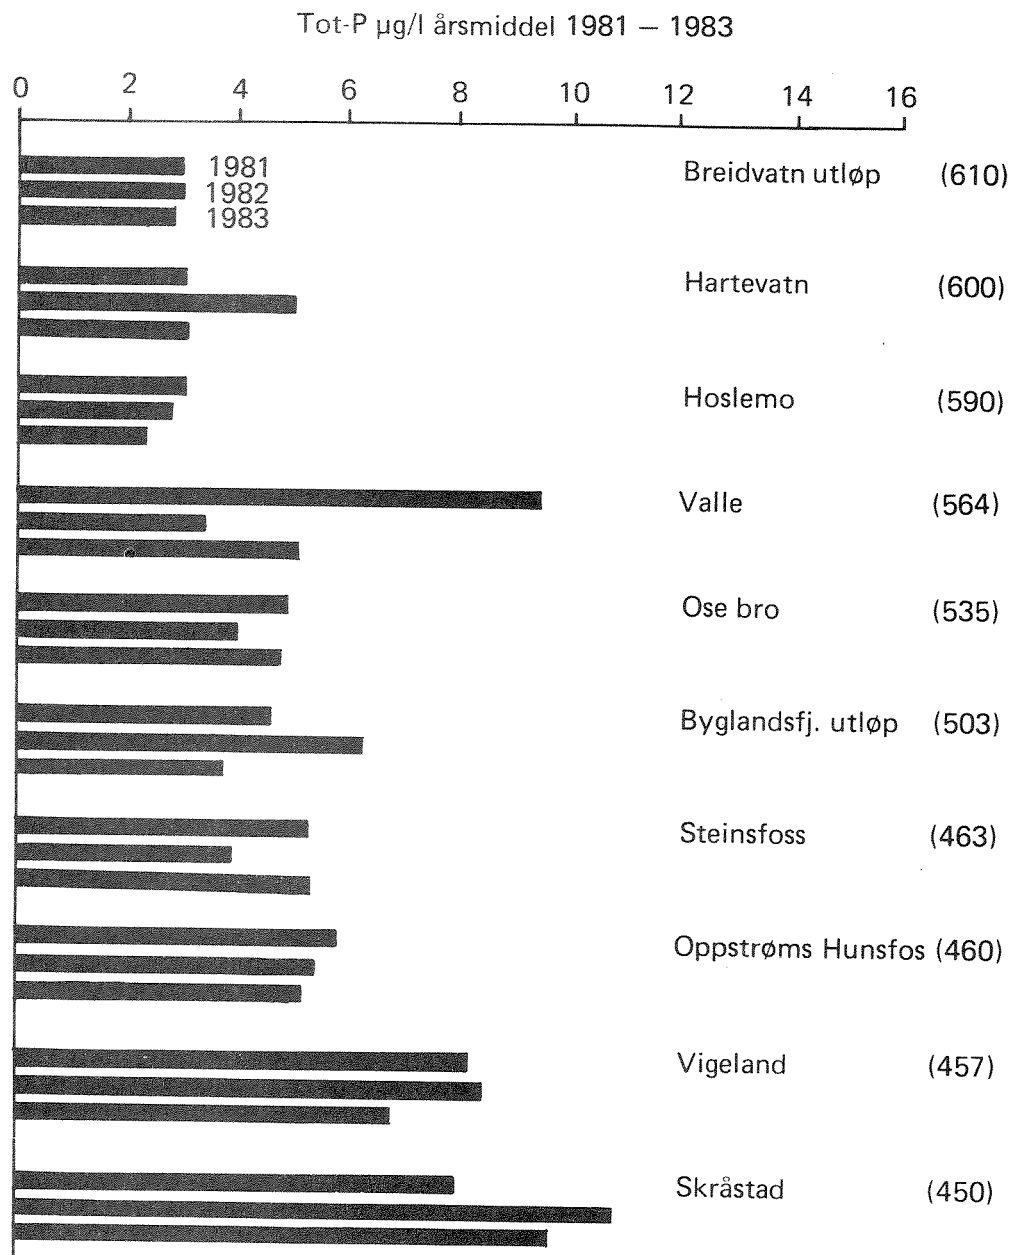 Tot-P µg/l årsmiddel 1981 – 1983
0 2 4 6 8 10 12 14 16
1981 Breidvatn utløp (610)
1982
1983
Hartevatn (600)
Hoslemo (590)
Valle (564)
Ose bro (535)
Byglandsfj. utløp (503)
Steinsfoss (463)
Oppstrøms Hunsfos (460)
Vigeland (457)
Skråstad (450)